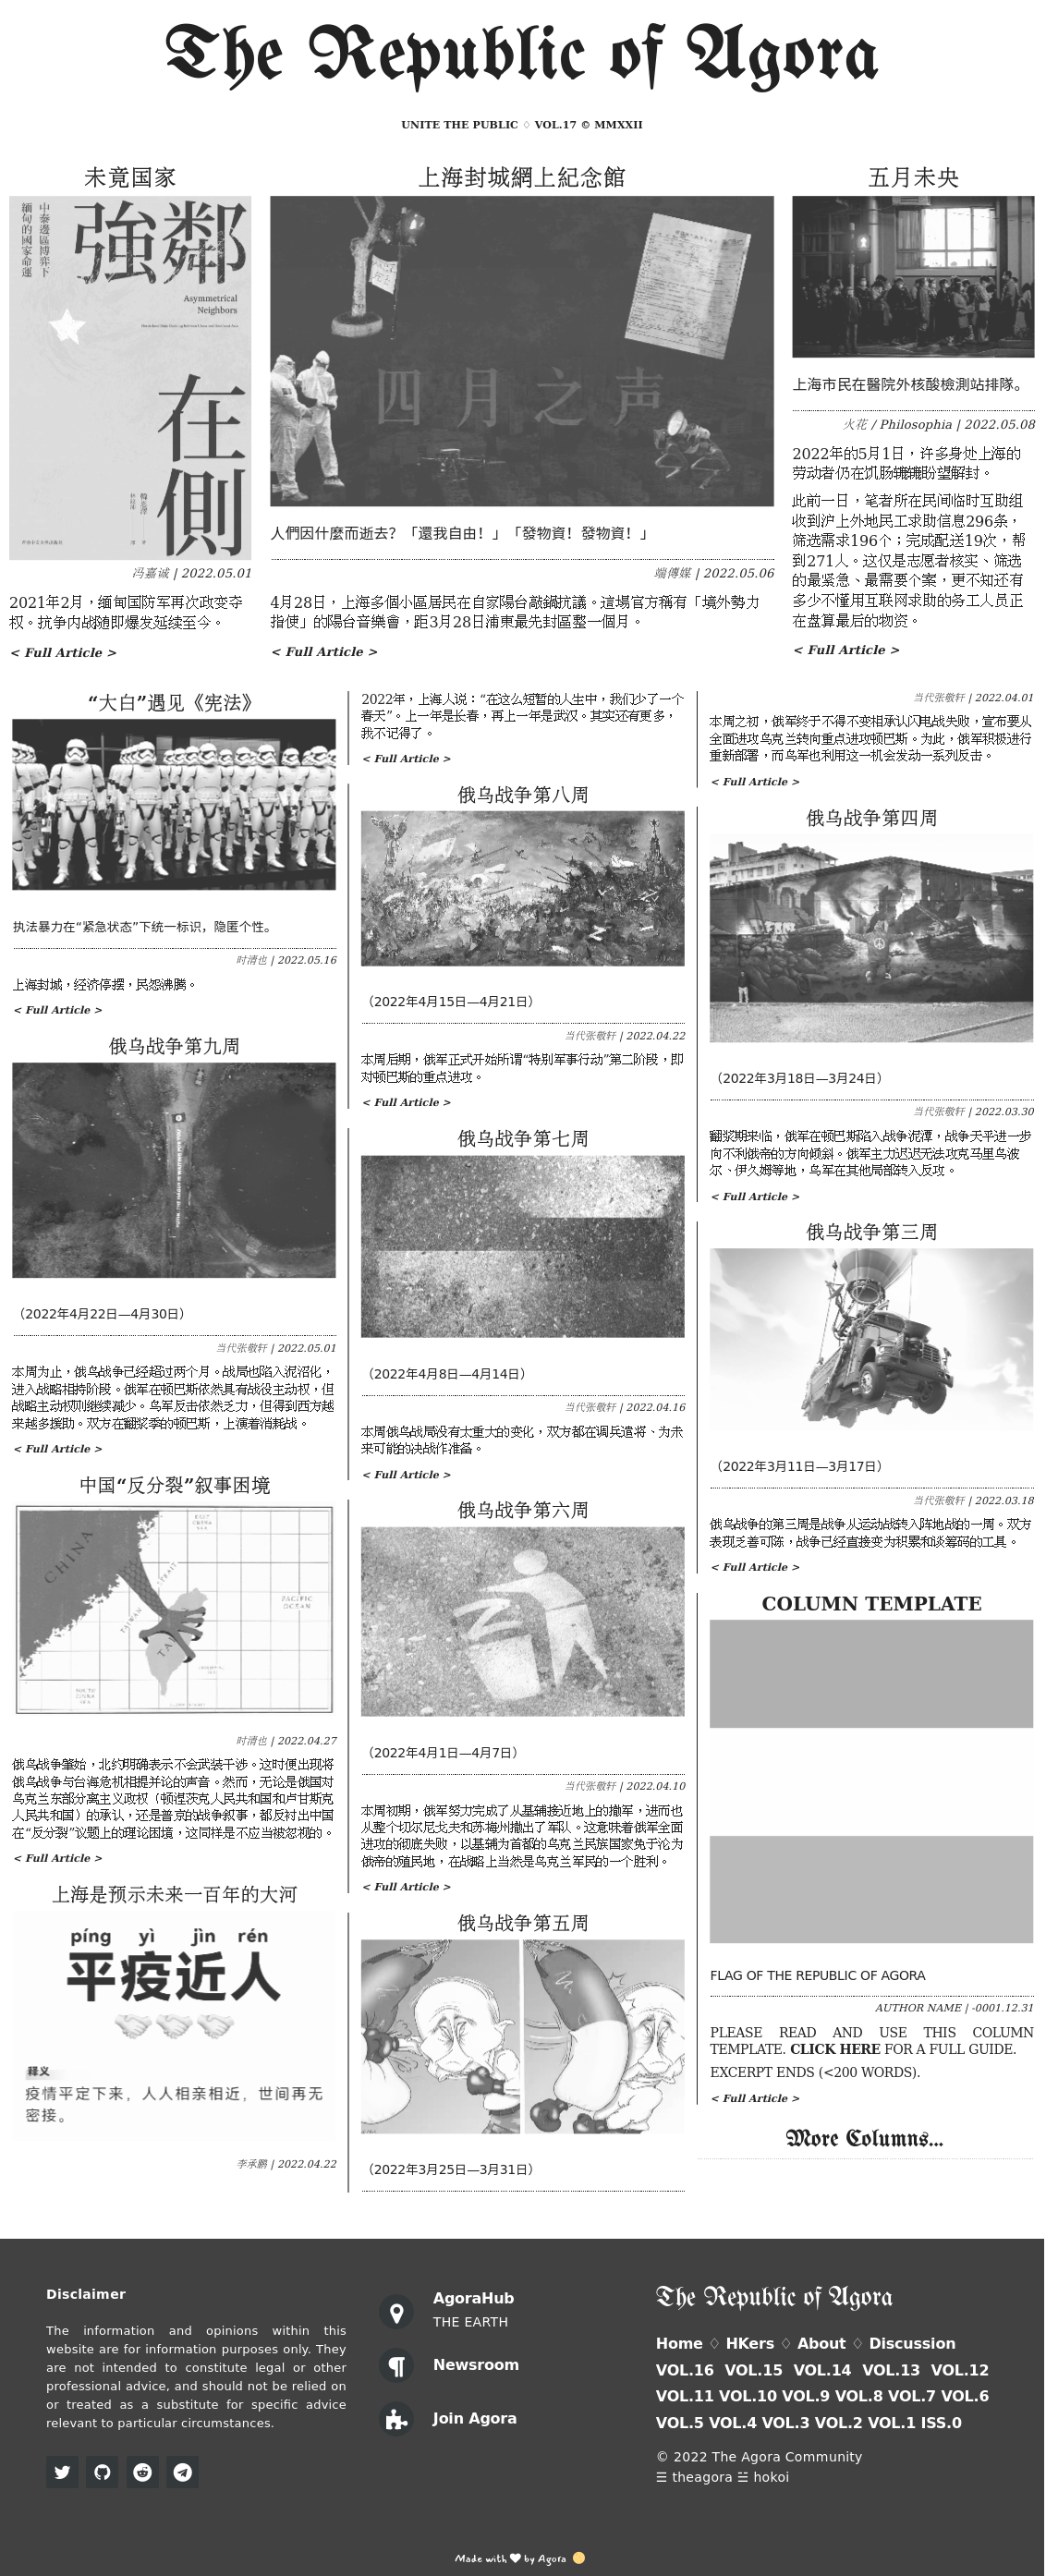 The Republic of Agora
UNITE THE PUBLIC ♢ VOL.17 © MMXXII
未竟国家
強鄰
在側
中泰邊區博弈下
緬甸的國家命運
Asymmetrical
Neighbors
冯嘉诚 | 2022.05.01
2021年2月，缅甸国防军再次政变夺
权。抗争内战随即爆发延续至今。
< Full Article >
上海封城網上紀念館
四月之声
人們因什麼而逝去？「還我自由！」「發物資！發物資！」
端傳媒 | 2022.05.06
4月28日，上海多個小區居民在自家陽台敲鍋抗議。這場官方稱有「境外勢力
指使」的陽台音樂會，距3月28日浦東最先封區整一個月。
< Full Article >
五月未央
上海市民在醫院外核酸檢測站排隊。
火花 / Philosophia | 2022.05.08
2022年的5月1日，许多身处上海的
劳动者仍在饥肠辘辘盼望解封。
此前一日，笔者所在民间临时互助组
收到沪上外地民工求助信息296条，
筛选需求196个；完成配送19次，帮
到271人。这仅是志愿者核实、筛选
的最紧急、最需要个案，更不知还有
多少不懂用互联网求助的务工人员正
在盘算最后的物资。
< Full Article >
“大白”遇见《宪法》
执法暴力在“紧急状态”下统一标识，隐匿个性。
时清也 | 2022.05.16
上海封城，经济停摆，民怨沸腾。
< Full Article >
俄乌战争第九周
（2022年4月22日—4月30日）
当代张敬轩 | 2022.05.01
本周为止，俄乌战争已经超过两个月。战局也陷入泥沼化，
进入战略相持阶段。俄军在顿巴斯依然具有战役主动权，但
战略主动权则继续减少。乌军反击依然乏力，但得到西方越
来越多援助。双方在翻浆季的顿巴斯，上演着消耗战。
< Full Article >
中国“反分裂”叙事困境
CHINA
EAST
CHINA
SEA
TAIWAN STRAIT
PACIFIC
OCEAN
SOUTH
CHINA
SEA
时清也 | 2022.04.27
俄乌战争肇始，北约明确表示不会武装干涉。这时便出现将
俄乌战争与台海危机相提并论的声音。然而，无论是俄国对
乌克兰东部分离主义政权（顿涅茨克人民共和国和卢甘斯克
人民共和国）的承认，还是普京的战争叙事，都反衬出中国
在“反分裂”议题上的理论困境，这同样是不应当被忽视的。
< Full Article >
上海是预示未来一百年的大河
píng yì jìn rén
平疫近人
释义
疫情平定下来，人人相亲相近，世间再无
密接。
李承鹏 | 2022.04.22
2022年，上海人说：“在这么短暂的人生中，我们少了一个
春天”。上一年是长春，再上一年是武汉。其实还有更多，
我不记得了。
< Full Article >
俄乌战争第八周
（2022年4月15日—4月21日）
当代张敬轩 | 2022.04.22
本周后期，俄军正式开始所谓“特别军事行动”第二阶段，即
对顿巴斯的重点进攻。
< Full Article >
俄乌战争第七周
（2022年4月8日—4月14日）
当代张敬轩 | 2022.04.16
本周俄乌战局没有太重大的变化，双方都在调兵遣将、为未
来可能的决战作准备。
< Full Article >
俄乌战争第六周
（2022年4月1日—4月7日）
当代张敬轩 | 2022.04.10
本周初期，俄军努力完成了从基辅接近地上的撤军，进而也
从整个切尔尼戈夫和苏梅州撤出了军队。这意味着俄军全面
进攻的彻底失败，以基辅为首都的乌克兰民族国家免于沦为
俄帝的殖民地，在战略上当然是乌克兰军民的一个胜利。
< Full Article >
俄乌战争第五周
（2022年3月25日—3月31日）
当代张敬轩 | 2022.04.01
本周之初，俄军终于不得不变相承认闪电战失败，宣布要从
全面进攻乌克兰转向重点进攻顿巴斯。为此，俄军积极进行
重新部署，而乌军也利用这一机会发动一系列反击。
< Full Article >
俄乌战争第四周
（2022年3月18日—3月24日）
当代张敬轩 | 2022.03.30
翻浆期来临，俄军在顿巴斯陷入战争泥潭，战争天平进一步
向不利俄帝的方向倾斜。俄军主力迟迟无法攻克马里乌波
尔、伊久姆等地，乌军在其他局部转入反攻。
< Full Article >
俄乌战争第三周
（2022年3月11日—3月17日）
当代张敬轩 | 2022.03.18
俄乌战争的第三周是战争从运动战转入阵地战的一周。双方
表现乏善可陈，战争已经直接变为积累和谈筹码的工具。
< Full Article >
COLUMN TEMPLATE
FLAG OF THE REPUBLIC OF AGORA
AUTHOR NAME | -0001.12.31
PLEASE READ AND USE THIS COLUMN
TEMPLATE. CLICK HERE FOR A FULL GUIDE.
EXCERPT ENDS (<200 WORDS).
< Full Article >
More Columns...
Disclaimer
The information and opinions within this
website are for information purposes only. They
are not intended to constitute legal or other
professional advice, and should not be relied on
or treated as a substitute for specific advice
relevant to particular circumstances.
AgoraHub
THE EARTH
Newsroom
Join Agora
The Republic of Agora
Home ♢ HKers ♢ About ♢ Discussion
VOL.16 VOL.15 VOL.14 VOL.13 VOL.12
VOL.11 VOL.10 VOL.9 VOL.8 VOL.7 VOL.6
VOL.5 VOL.4 VOL.3 VOL.2 VOL.1 ISS.0
© 2022 The Agora Community
☰ theagora ☱ hokoi
Made with ♥ by Agora